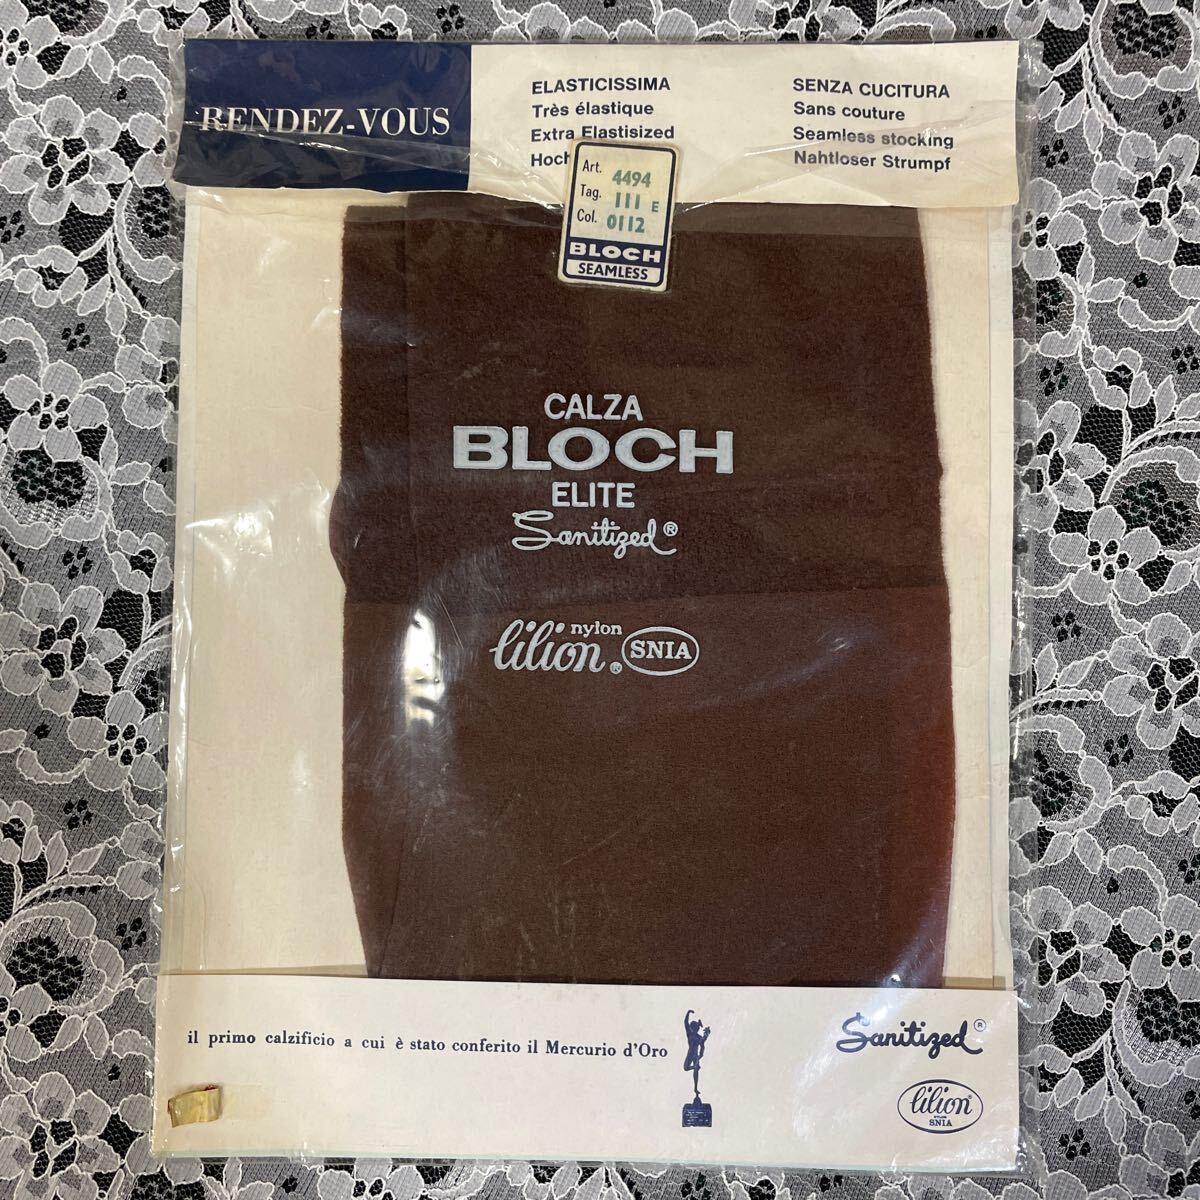 RENDEZ-VOUS
ELASTICISSIMA
Très élastique
Extra Elastisized
Hoch
SENZA CUCITURA
Sans couture
Seamless stocking
Nahtloser Strumpf
Art. 4494
Tag. 111 E
Col. 0112
BLOCH
SEAMLESS
CALZA
BLOCH
ELITE
Sanitized®
nylon
lilion® SNIA
il primo calzificio a cui è stato conferito il Mercurio d'Oro
Sanitized®
lilion®
NYLON
SNIA